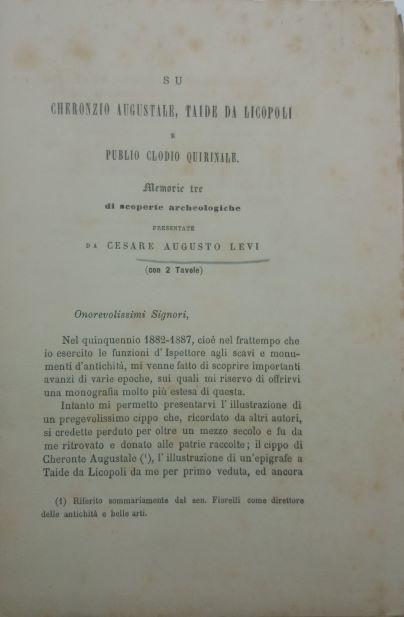 SU
CHERONZIO AUGUSTALE, TAIDE DA LICOPOLI
E
PUBLIO CLODIO QUIRINALE.
Memorie tre
di scoperte archeologiche
PRESENTATE
DA CESARE AUGUSTO LEVI
(con 2 Tavole)
Onorevolissimi Signori,
Nel quinquennio 1882-1887, cioè nel frattempo che
io esercito le funzioni d'Ispettore agli scavi e monu-
menti d'antichità, mi venne fatto di scoprire importanti
avanzi di varie epoche, sui quali mi riservo di offrirvi
una monografia molto più estesa di questa.
Intanto mi permetto presentarvi l'illustrazione di
un pregevolissimo cippo che, ricordato da altri autori,
si credette perduto per oltre un mezzo secolo e fu da
me ritrovato e donato alle patrie raccolte; il cippo di
Cheronte Augustale (¹), l'illustrazione di un'epigrafe a
Taide da Licopoli da me per primo veduta, ed ancora
(1) Riferito sommariamente dal sen. Fiorelli come direttore
delle antichità e belle arti.